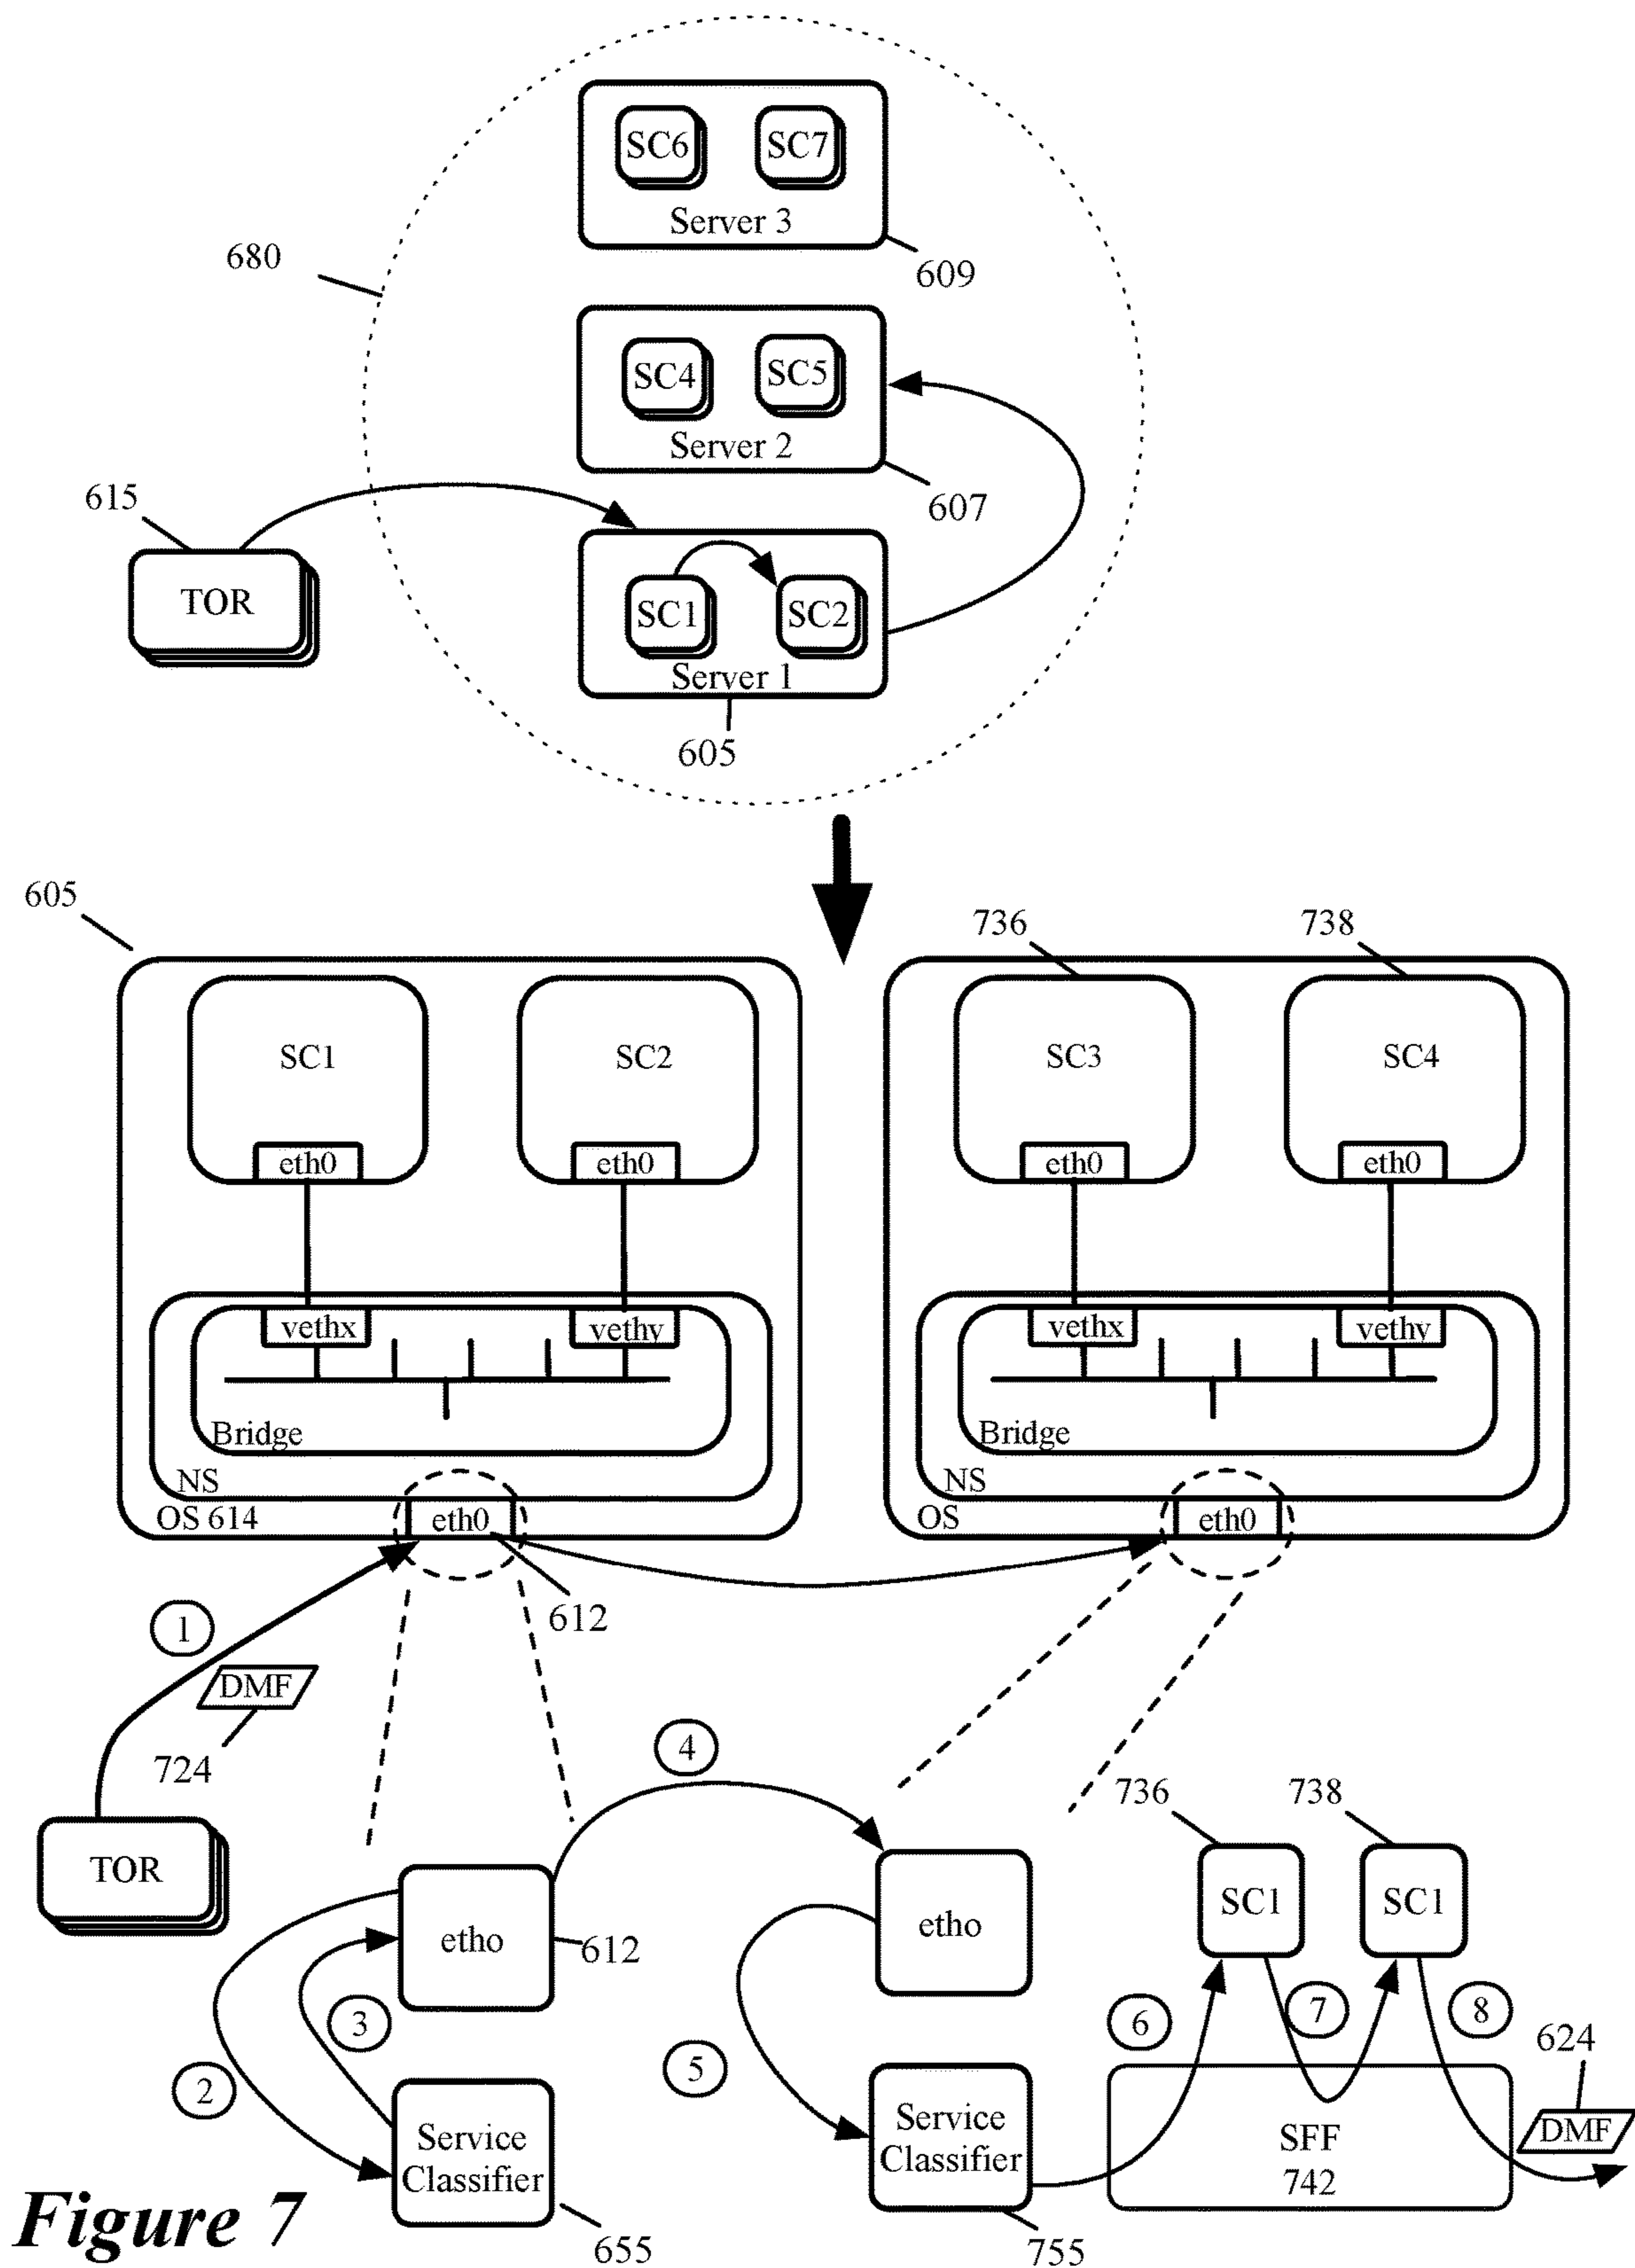 SC6 SC7
Server 3
680
609
SC4 SC5
Server 2
615
607
TOR
SC1 SC2
Server 1
605
605
736 738
SC1 SC2 SC3 SC4
eth0 eth0 eth0 eth0
vethx vethy vethx vethy
Bridge Bridge
NS NS
OS 614 eth0 OS eth0
612
1
DMF
724
4
736 738
TOR
etho 612
etho
SC1 SC1
3
6 7 8
624
2
5
Service
Classifier
Service
Classifier
SFF
742
DMF
655
755
Figure 7